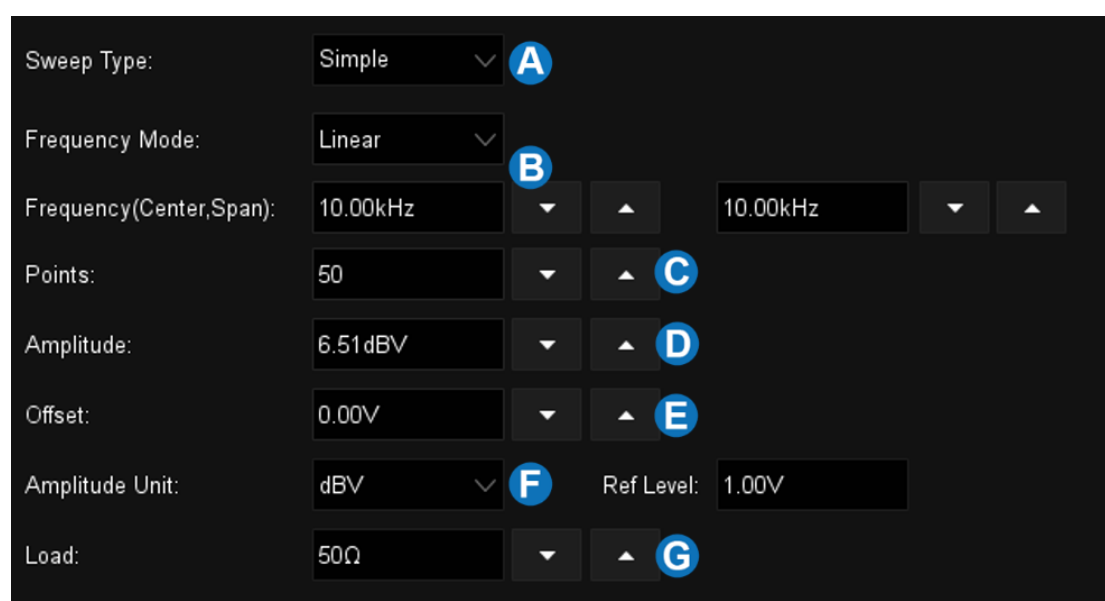 Sweep Type: Simple A
Frequency Mode: Linear
B
Frequency(Center,Span): 10.00kHz 10.00kHz
Points: 50 C
Amplitude: 6.51dBV D
Offset: 0.00V E
Amplitude Unit: dBV F Ref Level: 1.00V
Load: 50Ω G